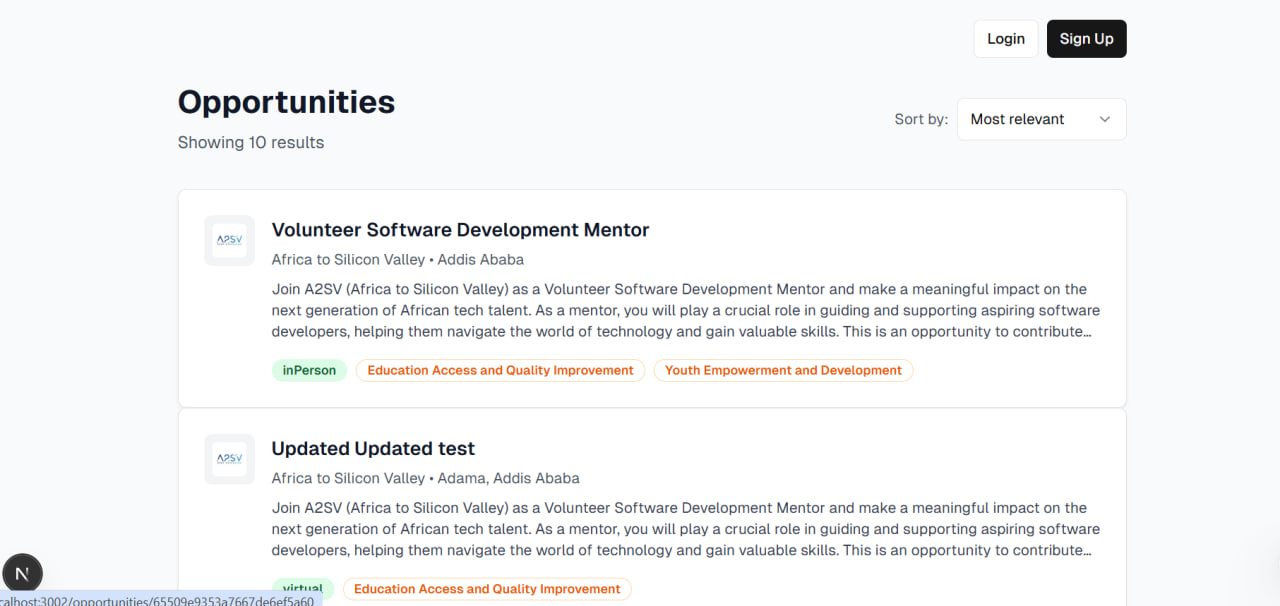 Login
Sign Up
Opportunities
Showing 10 results
Sort by:
Most relevant
A2SV
Volunteer Software Development Mentor
Africa to Silicon Valley • Addis Ababa
Join A2SV (Africa to Silicon Valley) as a Volunteer Software Development Mentor and make a meaningful impact on the
next generation of African tech talent. As a mentor, you will play a crucial role in guiding and supporting aspiring software
developers, helping them navigate the world of technology and gain valuable skills. This is an opportunity to contribute...
inPerson
Education Access and Quality Improvement
Youth Empowerment and Development
A2SV
Updated Updated test
Africa to Silicon Valley • Adama, Addis Ababa
Join A2SV (Africa to Silicon Valley) as a Volunteer Software Development Mentor and make a meaningful impact on the
next generation of African tech talent. As a mentor, you will play a crucial role in guiding and supporting aspiring software
developers, helping them navigate the world of technology and gain valuable skills. This is an opportunity to contribute...
virtual
Education Access and Quality Improvement
N
calhost:3002/opportunities/65509e9353a7667de6ef5a60